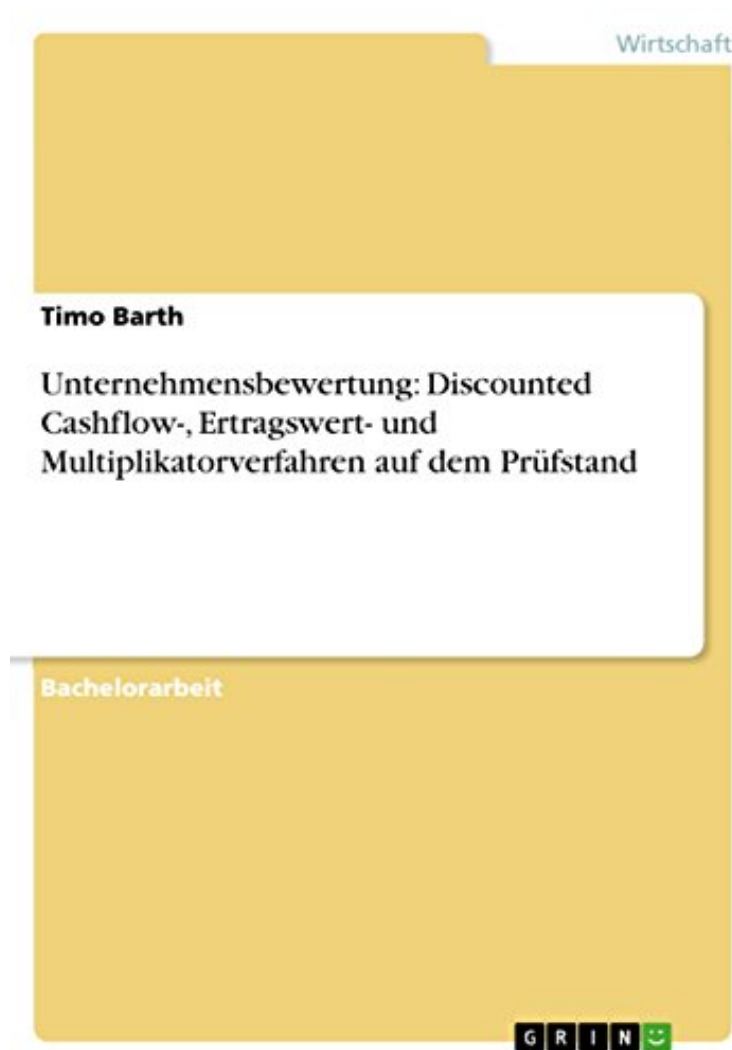 Wirtschaft
Timo Barth
Unternehmensbewertung: Discounted
Cashflow-, Ertragswert- und
Multiplikatorverfahren auf dem Prüfstand
Bachelorarbeit
GRIN